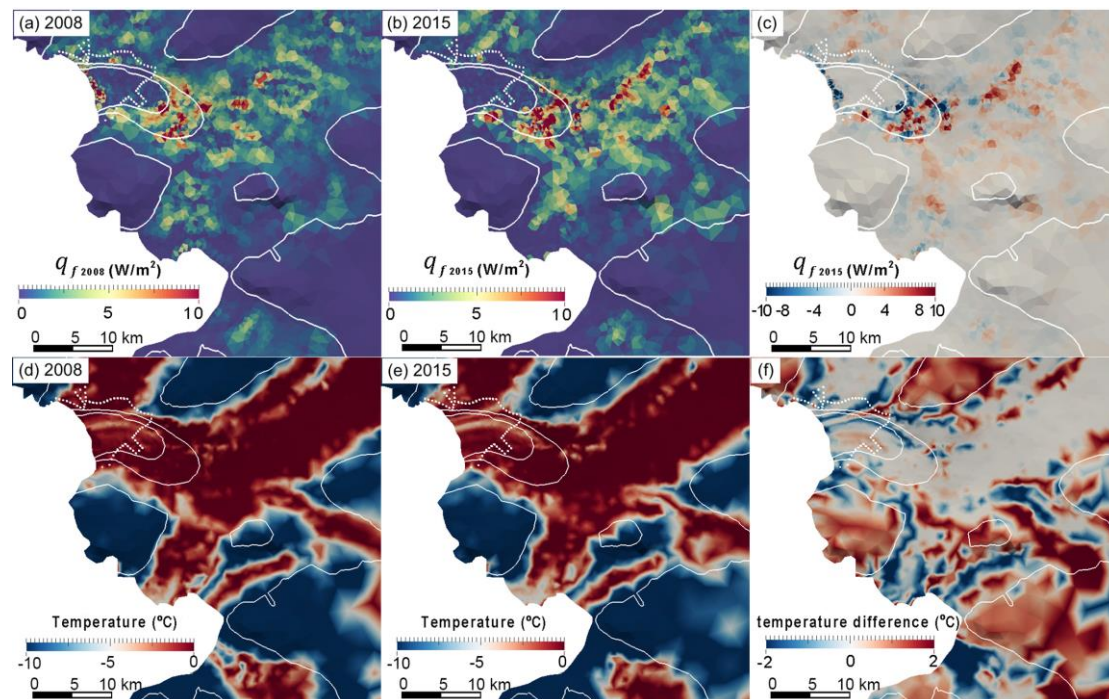 (a) 2008
(b) 2015
(c)
q f 2008 (W/m²)
0 5 10
0 5 10 km
q f 2015 (W/m²)
0 5 10
0 5 10 km
q f 2015 (W/m²)
-10 -8 -4 0 4 8 10
0 5 10 km
(d) 2008
(e) 2015
(f)
Temperature (ºC)
-10 -5 0
0 5 10 km
Temperature (ºC)
-10 -5 0
0 5 10 km
temperature difference (ºC)
-2 0 2
0 5 10 km